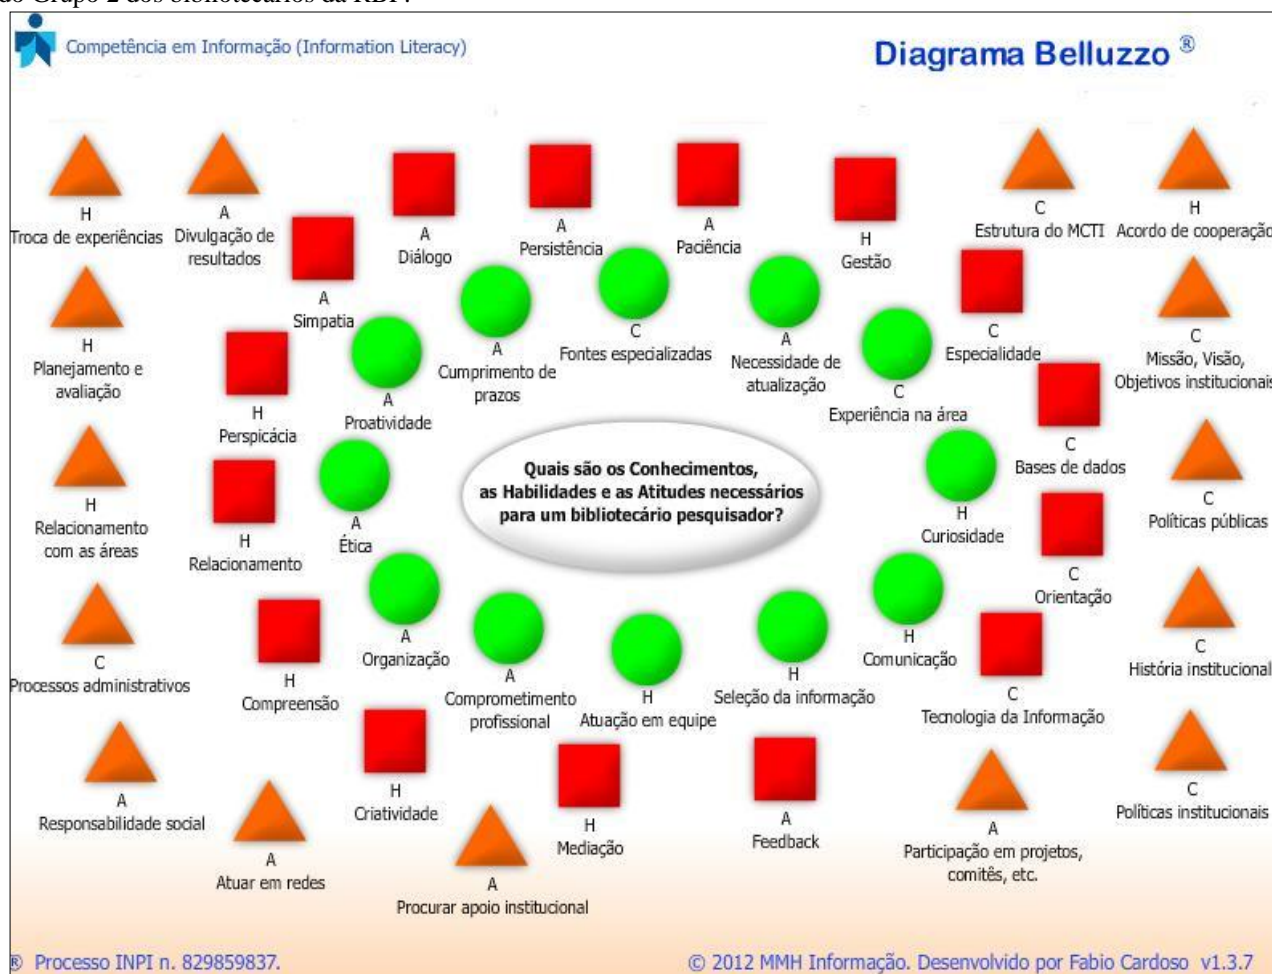 do Grupo 2 dos bibliotecários da RBP.
Competência em Informação (Information Literacy)
Diagrama Belluzzo ®
H
Troca de experiências
A
Divulgação de
resultados
A
Simpatia
A
Diálogo
A
Persistência
A
Paciência
H
Gestão
C
Estrutura do MCTI
H
Acordo de cooperação
H
Planejamento e
avaliação
H
Perspicácia
A
Proatividade
A
Cumprimento de
prazos
C
Fontes especializadas
A
Necessidade de
atualização
C
Experiência na área
C
Especialidade
C
Missão, Visão,
Objetivos institucionais
C
Bases de dados
H
Relacionamento
com as áreas
H
Relacionamento
A
Ética
Quais são os Conhecimentos,
as Habilidades e as Atitudes necessários
para um bibliotecário pesquisador?
H
Curiosidade
C
Políticas públicas
C
Orientação
C
Processos administrativos
H
Compreensão
A
Organização
A
Comprometimento
profissional
H
Atuação em equipe
H
Seleção da informação
H
Comunicação
C
Tecnologia da Informação
C
História institucional
A
Responsabilidade social
A
Atuar em redes
H
Criatividade
A
Procurar apoio institucional
H
Mediação
A
Feedback
A
Participação em projetos,
comitês, etc.
C
Políticas institucionais
® Processo INPI n. 829859837.
© 2012 MMH Informação. Desenvolvido por Fabio Cardoso v1.3.7